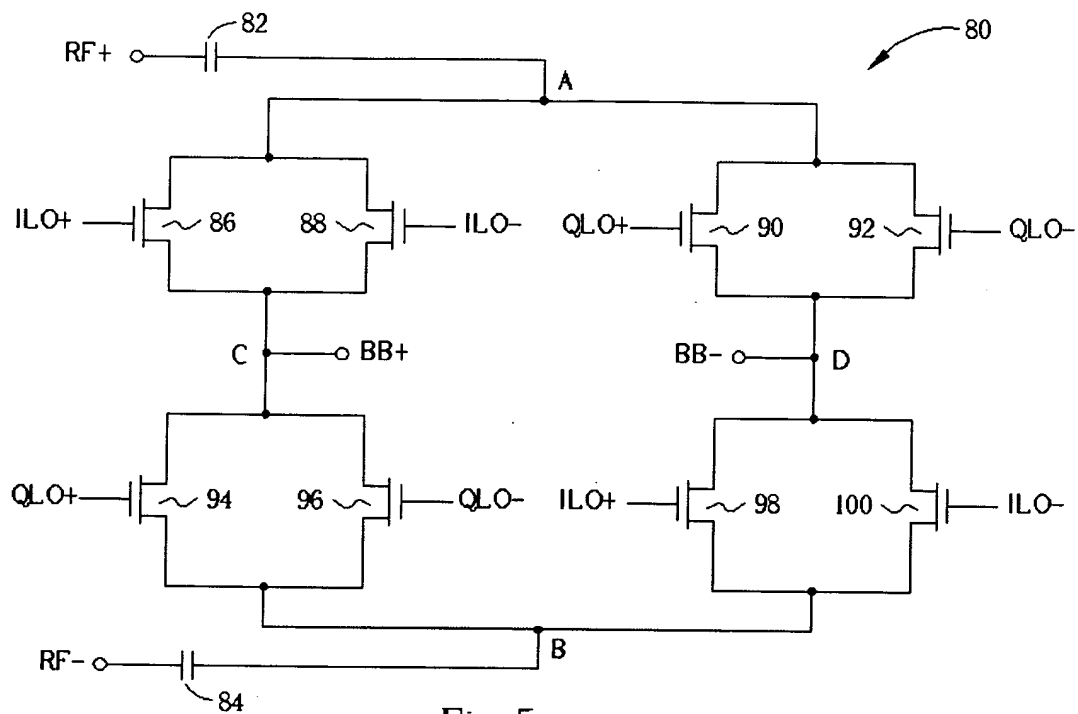 82
80
RF+
A
ILO+ 86 88 ILO-
QLO+ 90 92 QLO-
C BB+
BB- D
QLO+ 94 96 QLO-
ILO+ 98 100 ILO-
B
RF-
84